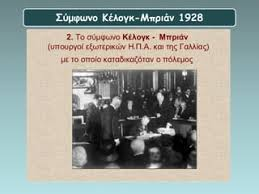 Σύμφωνο Κέλογκ-Μπριάν 1928
2. Το σύμφωνο Κέλογκ - Μπριάν
(υπουργοί εξωτερικών Η.Π.Α. και της Γαλλίας)
με το οποίο καταδικαζόταν ο πόλεμος